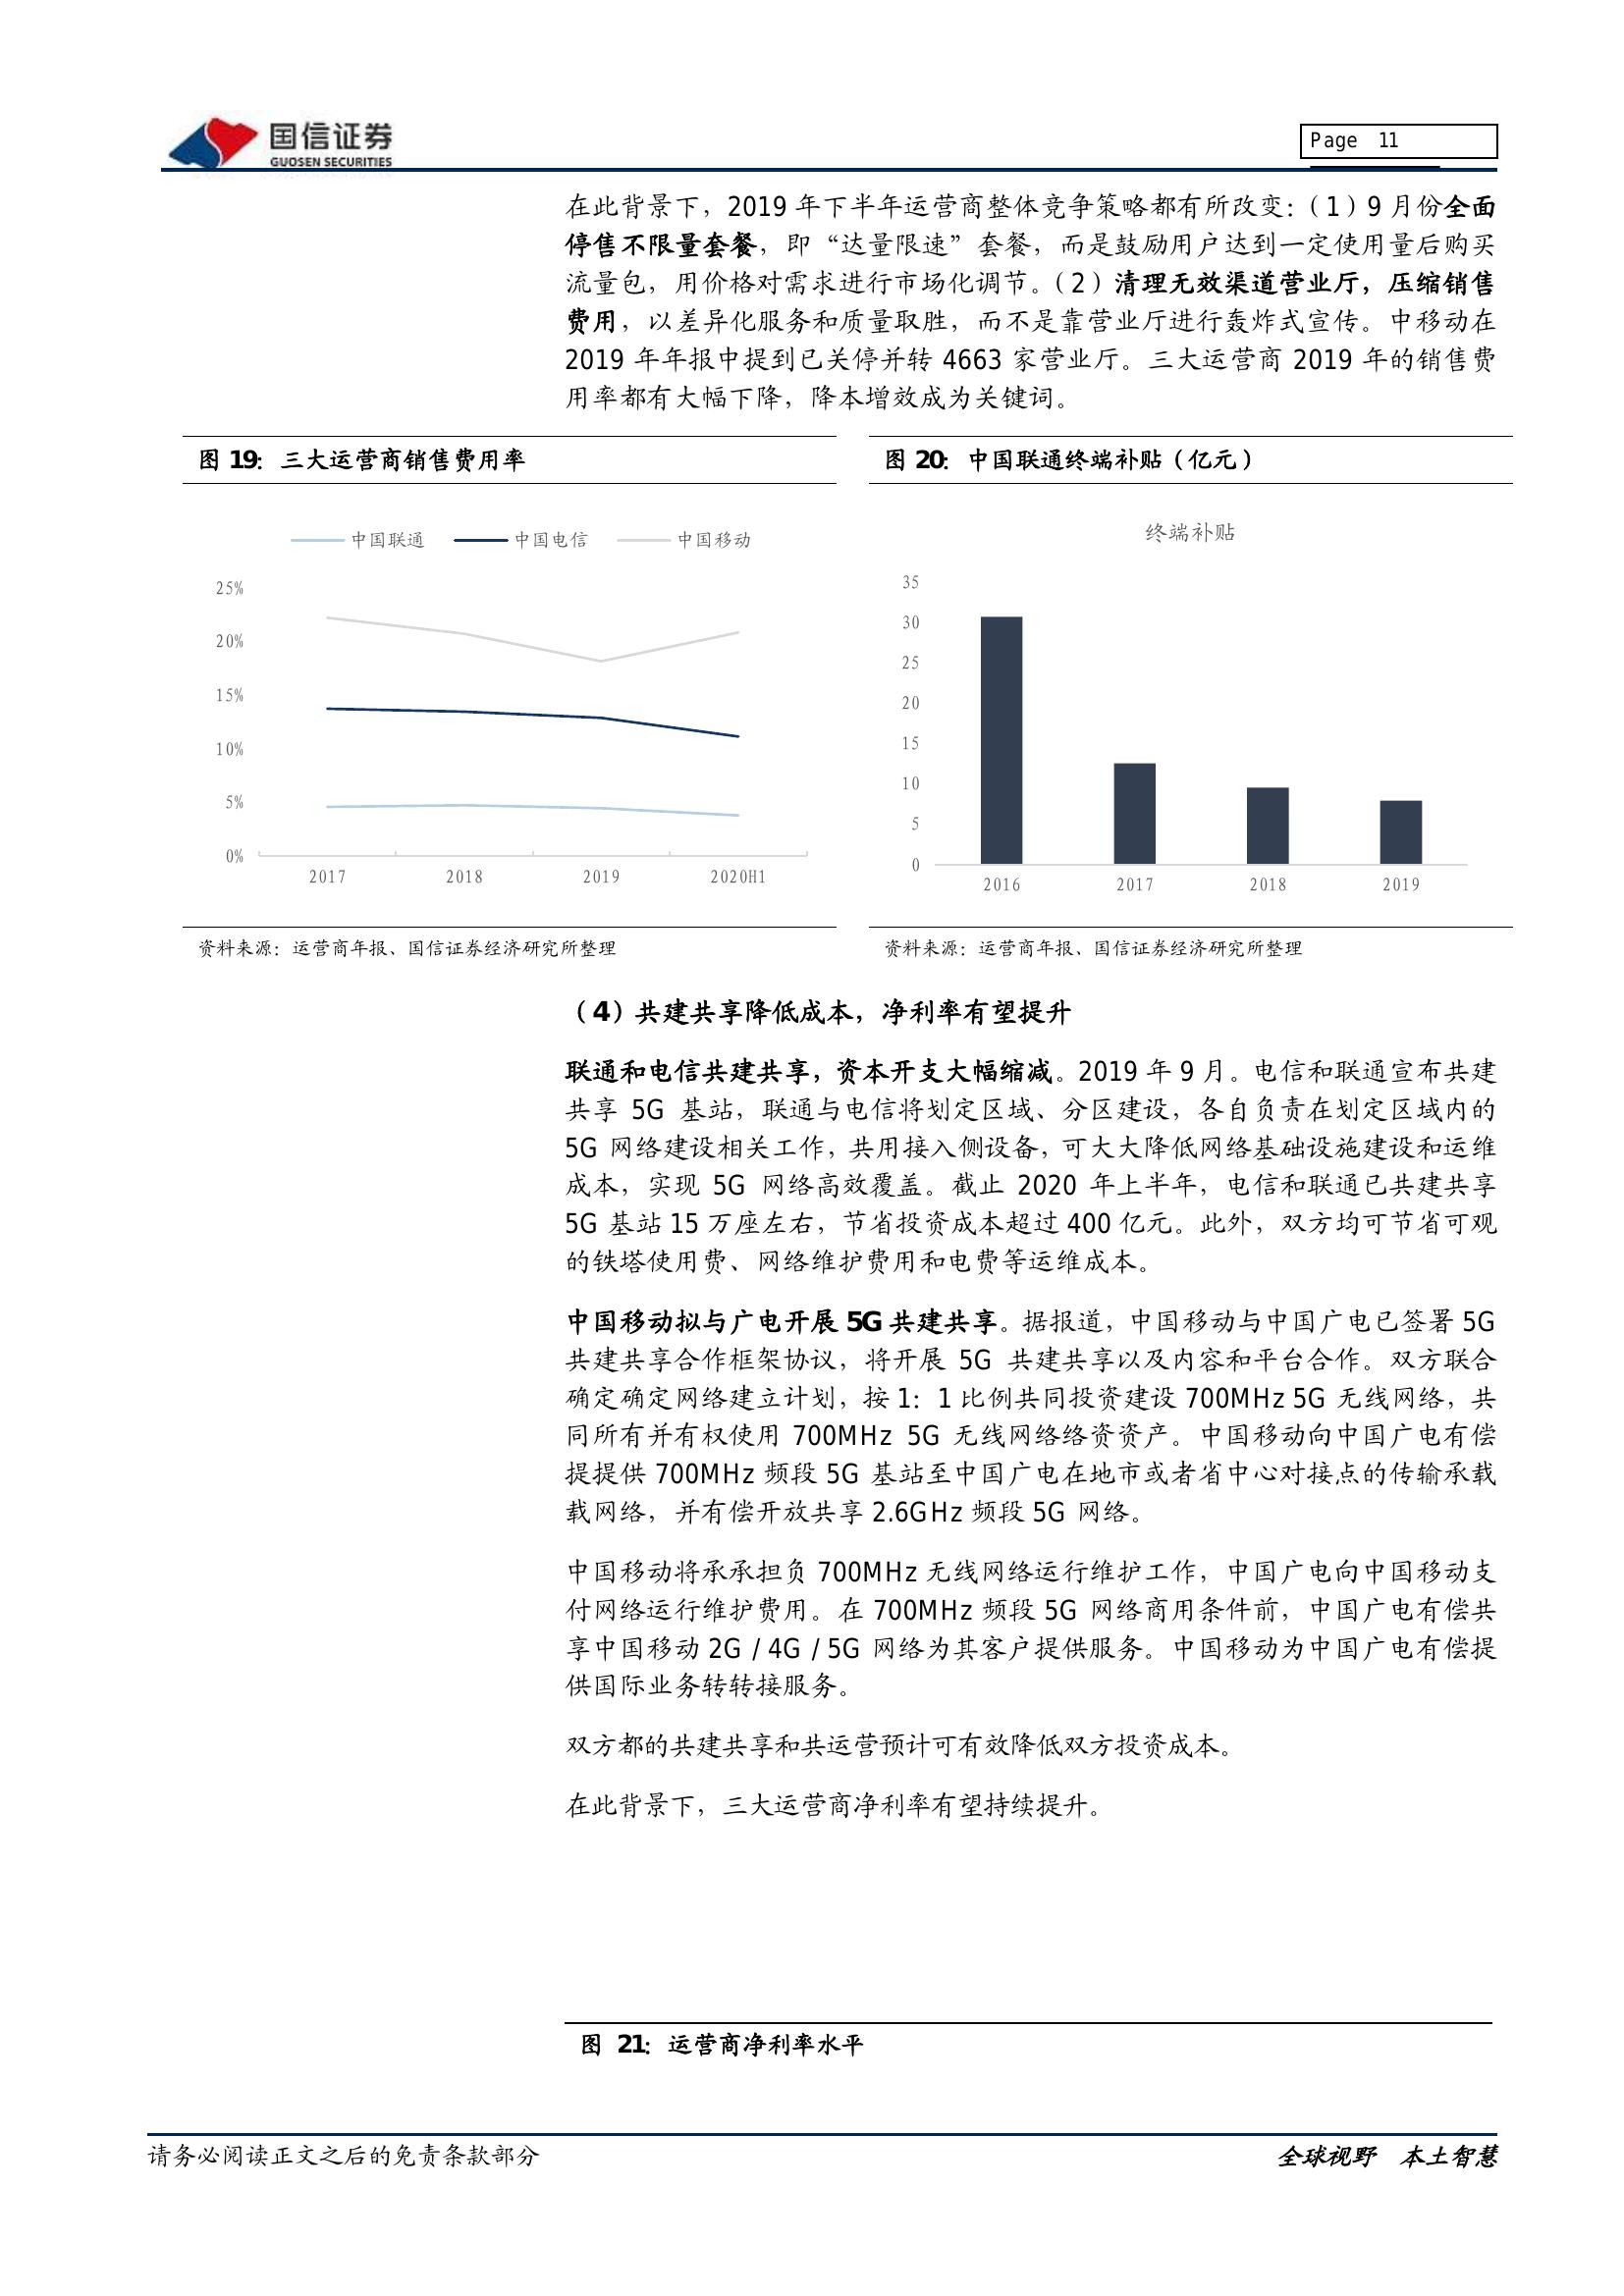 国信证券
GUOSEN SECURITIES
Page 11
在此背景下，2019 年下半年运营商整体竞争策略都有所改变：（1）9 月份全面
停售不限量套餐，即“达量限速”套餐，而是鼓励用户达到一定使用量后购买
流量包，用价格对需求进行市场化调节。（2）清理无效渠道营业厅，压缩销售
费用，以差异化服务和质量取胜，而不是靠营业厅进行轰炸式宣传。中移动在
2019 年年报中提到已关停并转 4663 家营业厅。三大运营商 2019 年的销售费
用率都有大幅下降，降本增效成为关键词。
图 19：三大运营商销售费用率
中国联通 中国电信 中国移动
25%
20%
15%
10%
5%
0%
2017 2018 2019 2020H1
资料来源：运营商年报、国信证券经济研究所整理
图 20：中国联通终端补贴（亿元）
终端补贴
35
30
25
20
15
10
5
0
2016 2017 2018 2019
资料来源：运营商年报、国信证券经济研究所整理
（4）共建共享降低成本，净利率有望提升
联通和电信共建共享，资本开支大幅缩减。2019 年 9 月。电信和联通宣布共建
共享 5G 基站，联通与电信将划定区域、分区建设，各自负责在划定区域内的
5G 网络建设相关工作，共用接入侧设备，可大大降低网络基础设施建设和运维
成本，实现 5G 网络高效覆盖。截止 2020 年上半年，电信和联通已共建共享
5G 基站 15 万座左右，节省投资成本超过 400 亿元。此外，双方均可节省可观
的铁塔使用费、网络维护费用和电费等运维成本。
中国移动拟与广电开展 5G 共建共享。据报道，中国移动与中国广电已签署 5G
共建共享合作框架协议，将开展 5G 共建共享以及内容和平台合作。双方联合
确定确定网络建立计划，按 1：1 比例共同投资建设 700MHz 5G 无线网络，共
同所有并有权使用 700MHz 5G 无线网络络资资产。中国移动向中国广电有偿
提提供 700MHz 频段 5G 基站至中国广电在地市或者省中心对接点的传输承载
载网络，并有偿开放共享 2.6GHz 频段 5G 网络。
中国移动将承承担负 700MHz 无线网络运行维护工作，中国广电向中国移动支
付网络运行维护费用。在 700MHz 频段 5G 网络商用条件前，中国广电有偿共
享中国移动 2G / 4G / 5G 网络为其客户提供服务。中国移动为中国广电有偿提
供国际业务转转接服务。
双方都的共建共享和共运营预计可有效降低双方投资成本。
在此背景下，三大运营商净利率有望持续提升。
图 21：运营商净利率水平
请务必阅读正文之后的免责条款部分
全球视野 本土智慧